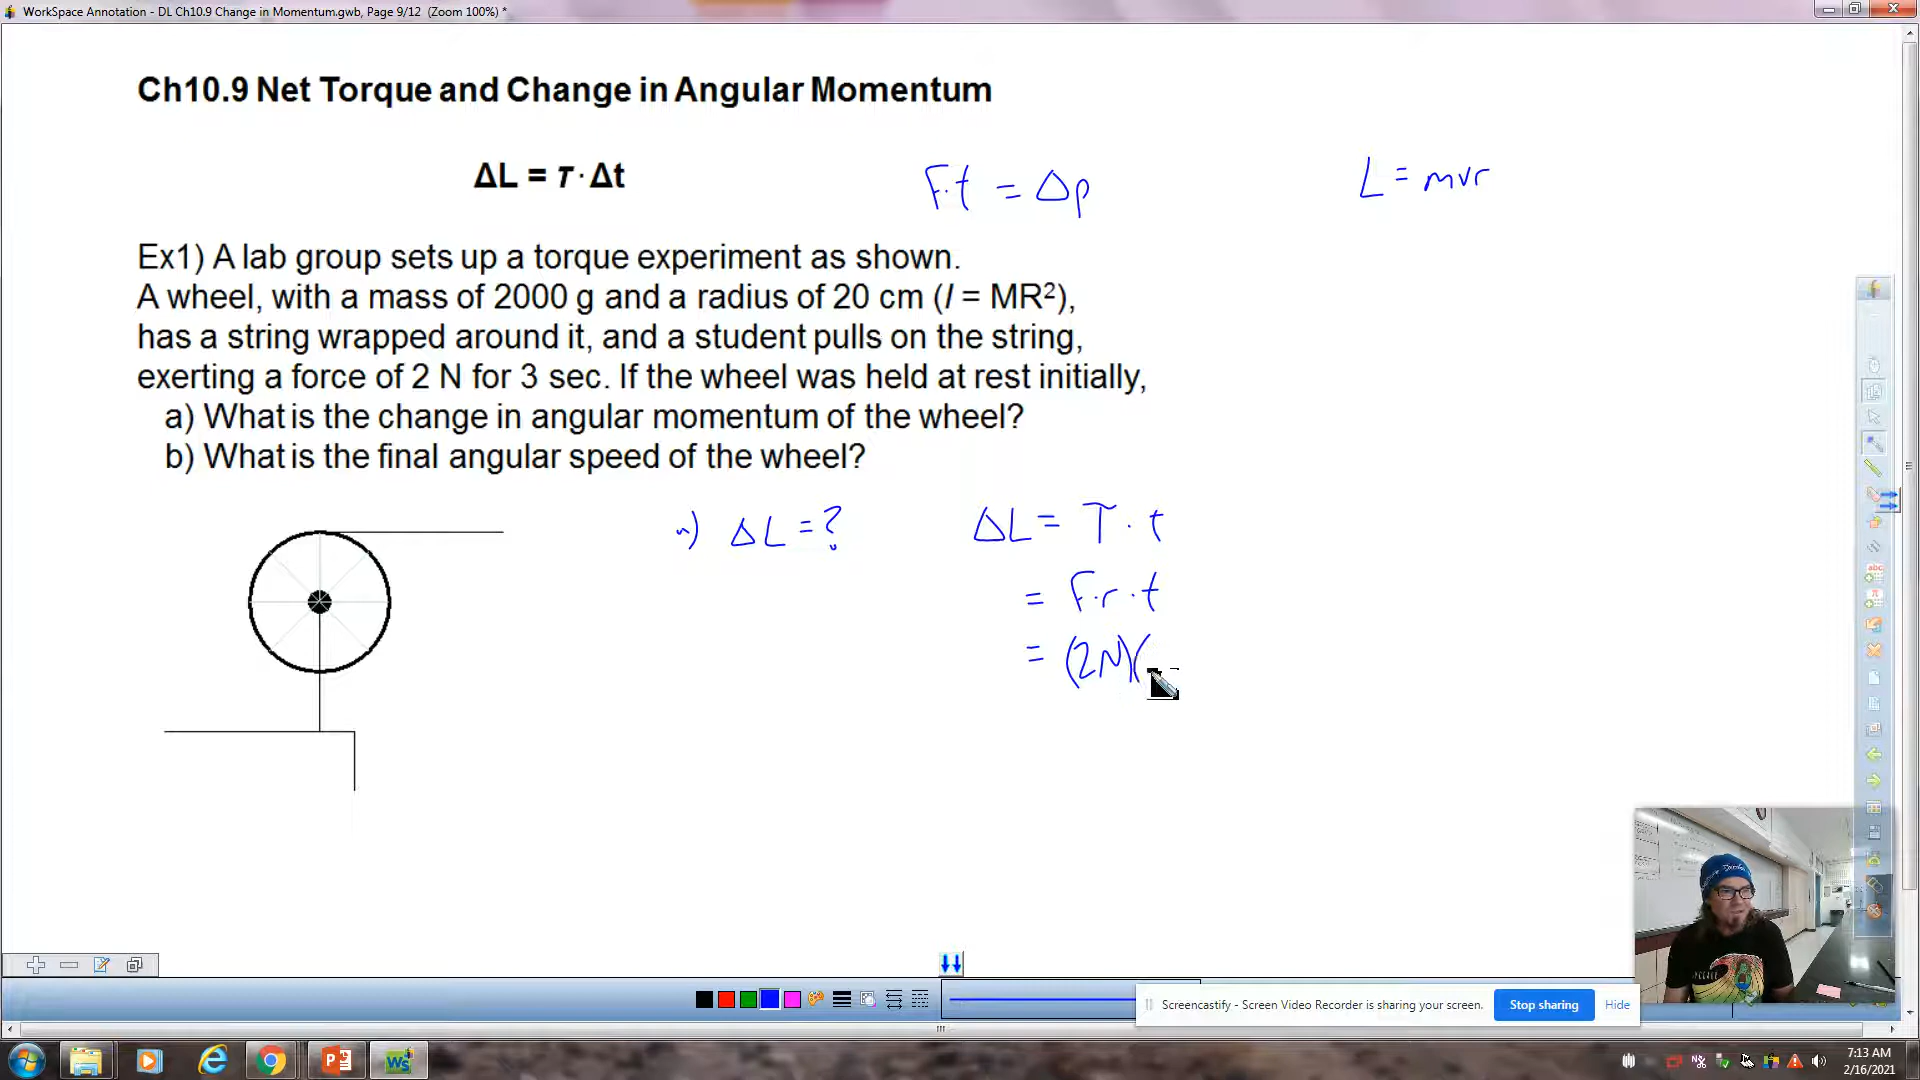 WorkSpace Annotation - DL Ch10.9 Change in Momentum.gwb, Page 9/12 (Zoom 100%) *
Ch10.9 Net Torque and Change in Angular Momentum
ΔL = τ · Δt
F·t = Δp
L = mvr
Ex1) A lab group sets up a torque experiment as shown.
A wheel, with a mass of 2000 g and a radius of 20 cm (I = MR²),
has a string wrapped around it, and a student pulls on the string,
exerting a force of 2 N for 3 sec. If the wheel was held at rest initially,
a) What is the change in angular momentum of the wheel?
b) What is the final angular speed of the wheel?
a) ΔL = ?
ΔL = τ · t
= F·r·t
= (2N)(
Screencastify - Screen Video Recorder is sharing your screen.
Stop sharing
Hide
7:13 AM
2/16/2021